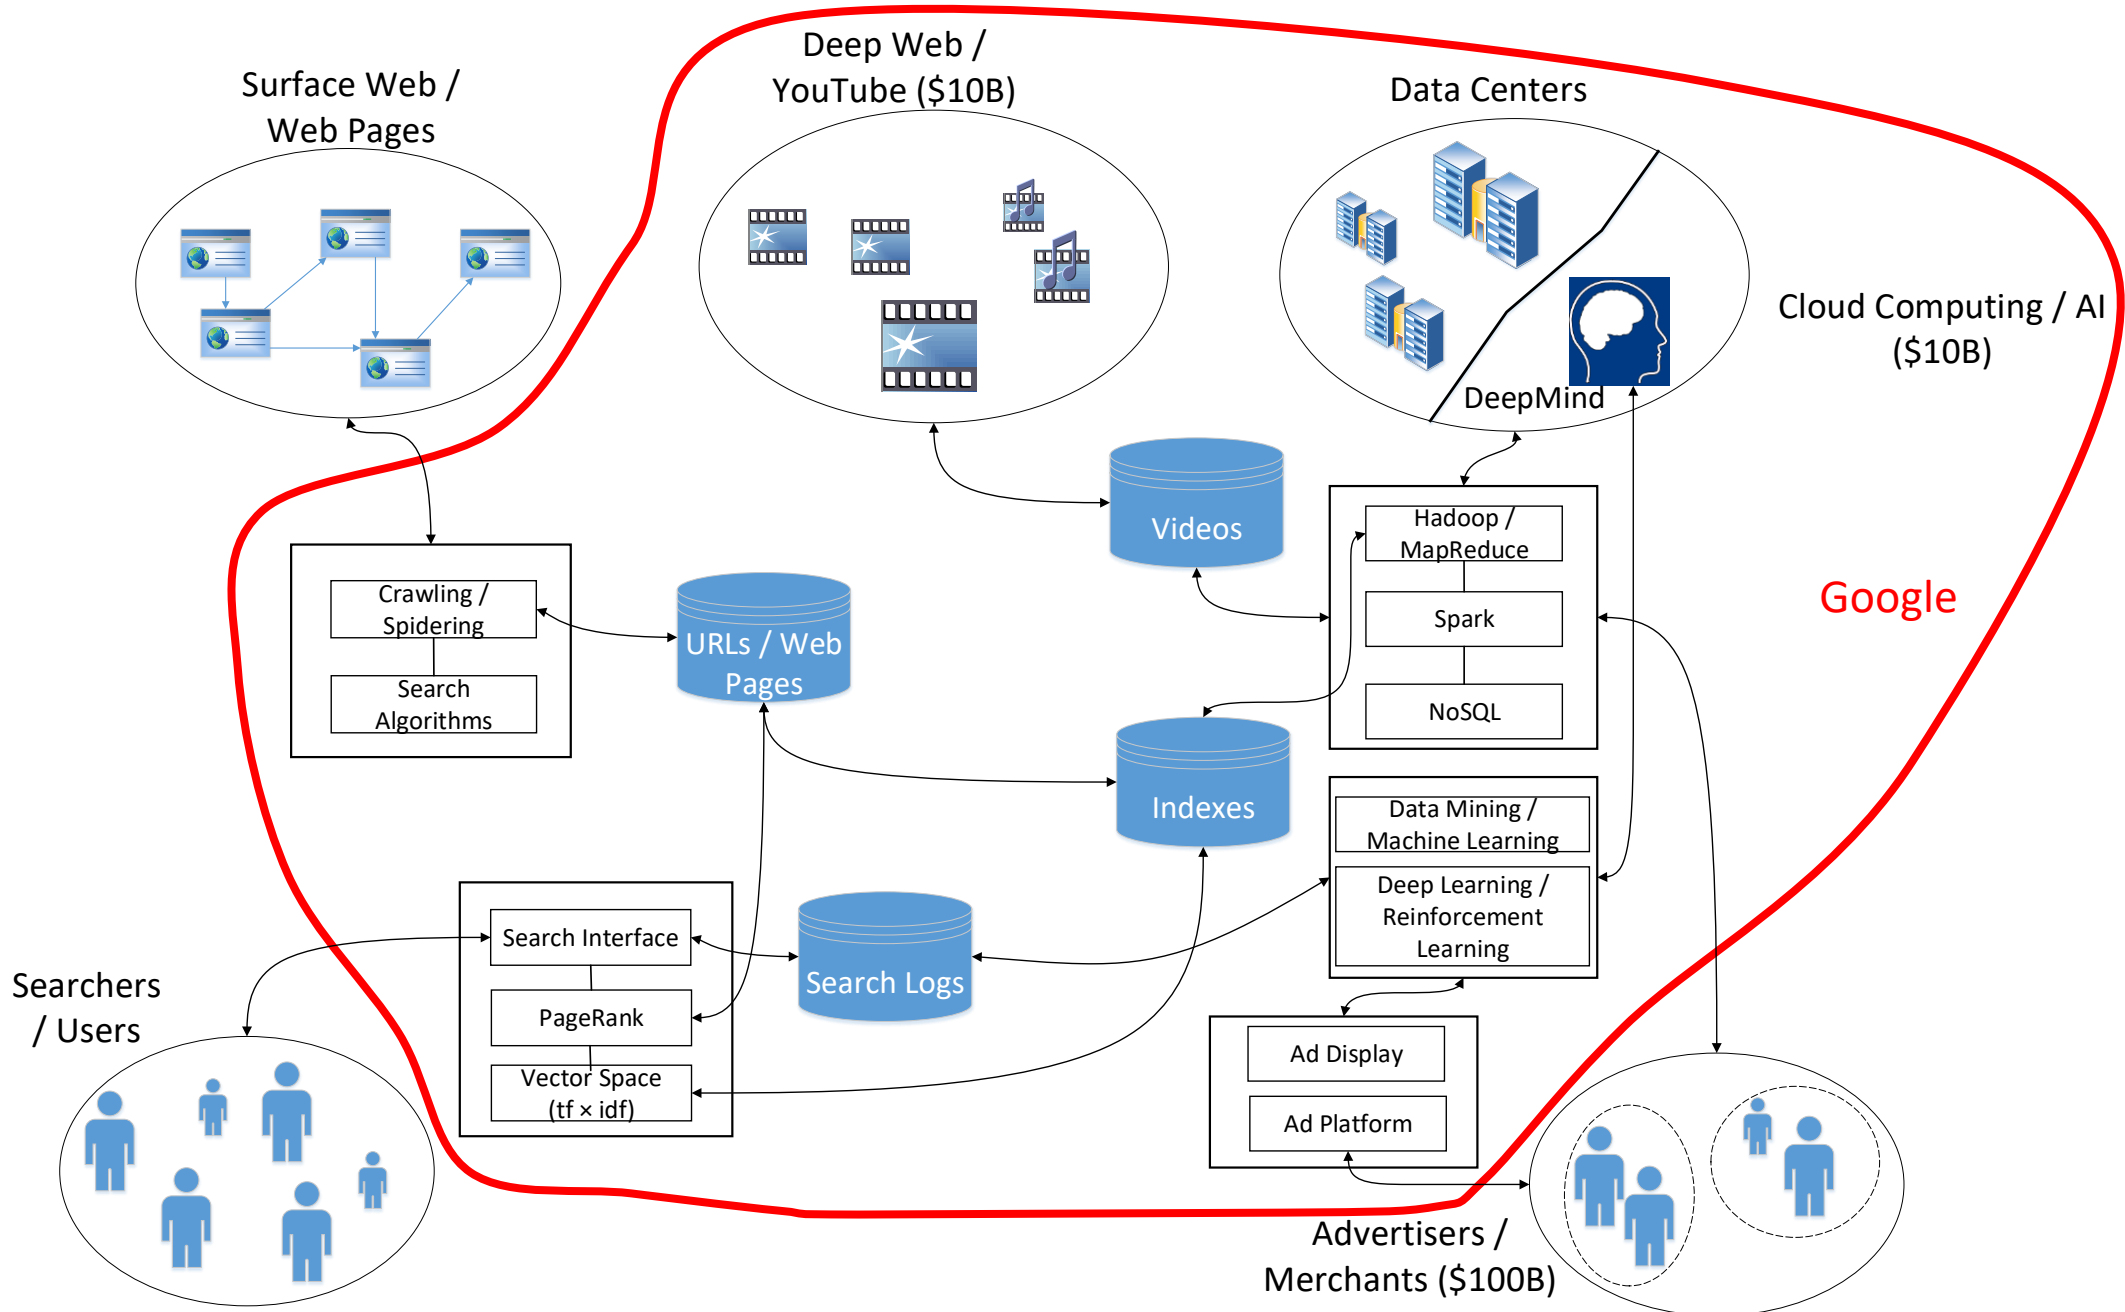 Deep Web /
YouTube ($10B)
Surface Web /
Web Pages
Data Centers
Cloud Computing / AI
($10B)
DeepMind
Videos
Hadoop /
MapReduce
Spark
NoSQL
Google
Crawling /
Spidering
Search
Algorithms
URLs / Web
Pages
Indexes
Data Mining /
Machine Learning
Deep Learning /
Reinforcement
Learning
Search Interface
PageRank
Vector Space
(tf × idf)
Search Logs
Searchers
/ Users
Ad Display
Ad Platform
Advertisers /
Merchants ($100B)